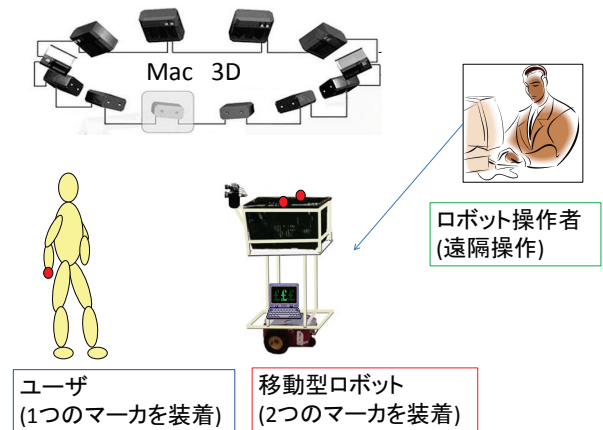 Mac 3D
ロボット操作者
(遠隔操作)
ユーザ
(1つのマーカを装着)
移動型ロボット
(2つのマーカを装着)